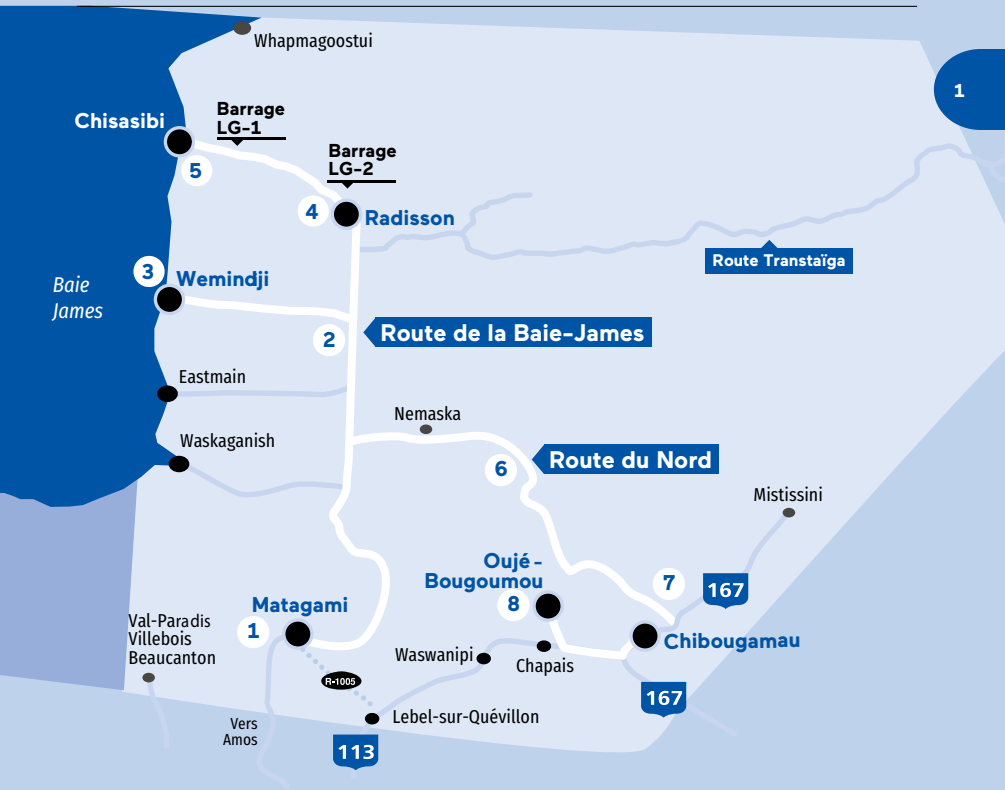 Whapmagoostui
1
Chisasibi
Barrage
LG-1
Barrage
LG-2
5
4
Radisson
Route Transtaïga
3
Wemindji
Baie
James
2
Route de la Baie-James
Eastmain
Nemaska
Waskaganish
Route du Nord
6
Mistissini
Oujé-
Bougoumou
7
167
8
Matagami
1
Val-Paradis
Villebois
Beaucanton
Chibougamau
Waswanipi
Chapais
R-1005
167
Lebel-sur-Quévillon
Vers
Amos
113